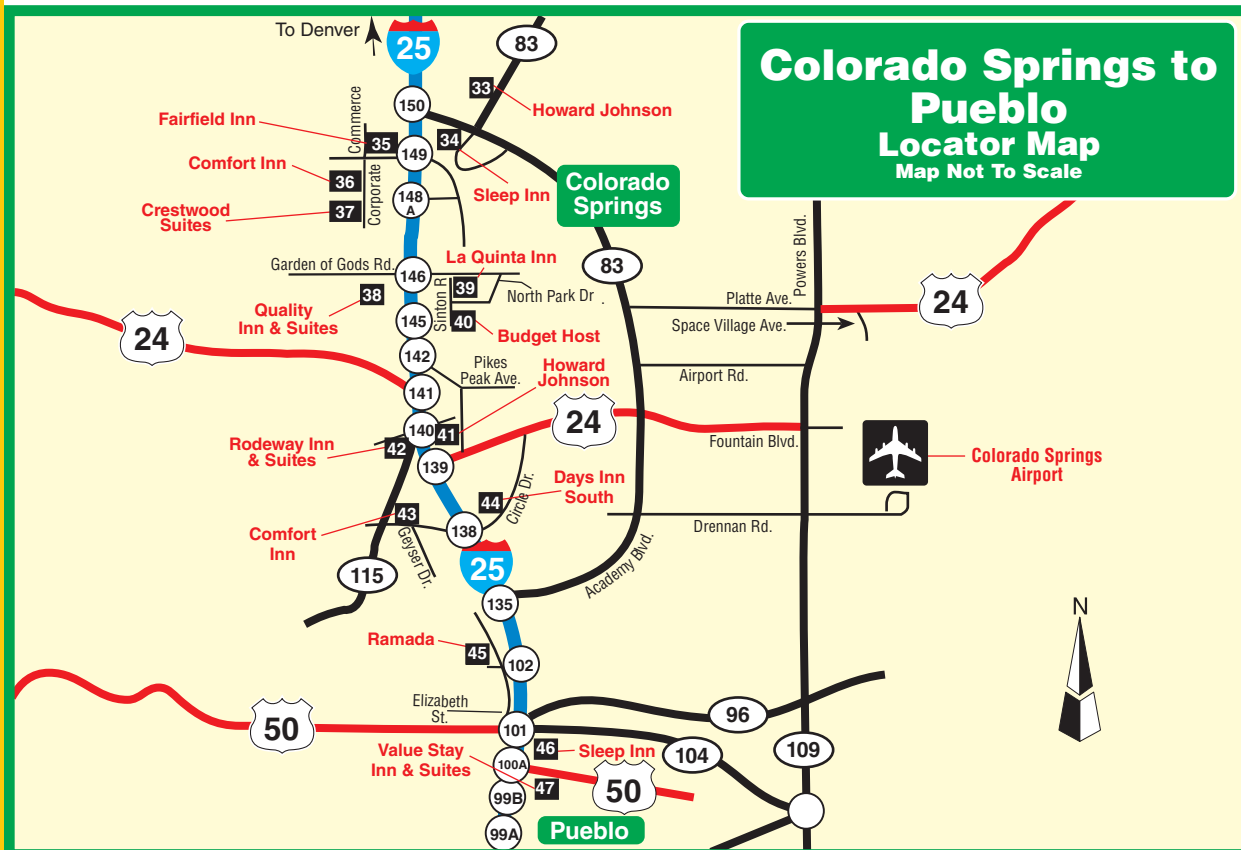 To Denver
25
83
Colorado Springs to
Pueblo
Locator Map
Map Not To Scale
33
Howard Johnson
150
Commerce
Fairfield Inn
35
34
149
Comfort Inn
36
Corporate
Sleep Inn
Colorado
Springs
148
A
Crestwood
Suites
37
Powers Blvd.
La Quinta Inn
83
Garden of Gods Rd.
146
39
North Park Dr
Sinton R
38
Quality
Inn & Suites
145
40
Budget Host
Platte Ave.
24
Space Village Ave.
24
142
Pikes
Peak Ave.
Howard
Johnson
Airport Rd.
141
24
140
41
42
Rodeway Inn
& Suites
Fountain Blvd.
139
Colorado Springs
Airport
Days Inn
South
44
Circle Dr.
43
Comfort
Inn
Geyser Dr.
138
Drennan Rd.
115
25
Academy Blvd.
135
N
Ramada
45
102
Elizabeth
St.
50
101
96
109
104
Value Stay
Inn & Suites
46
Sleep Inn
100A
47
50
99B
99A
Pueblo